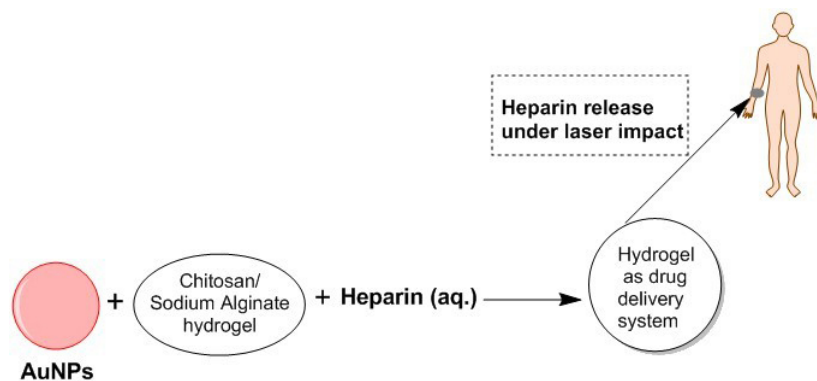 Heparin release
under laser impact
Chitosan/
Sodium Alginate
hydrogel
+
+
Heparin (aq.)
Hydrogel
as drug
delivery
system
AuNPs